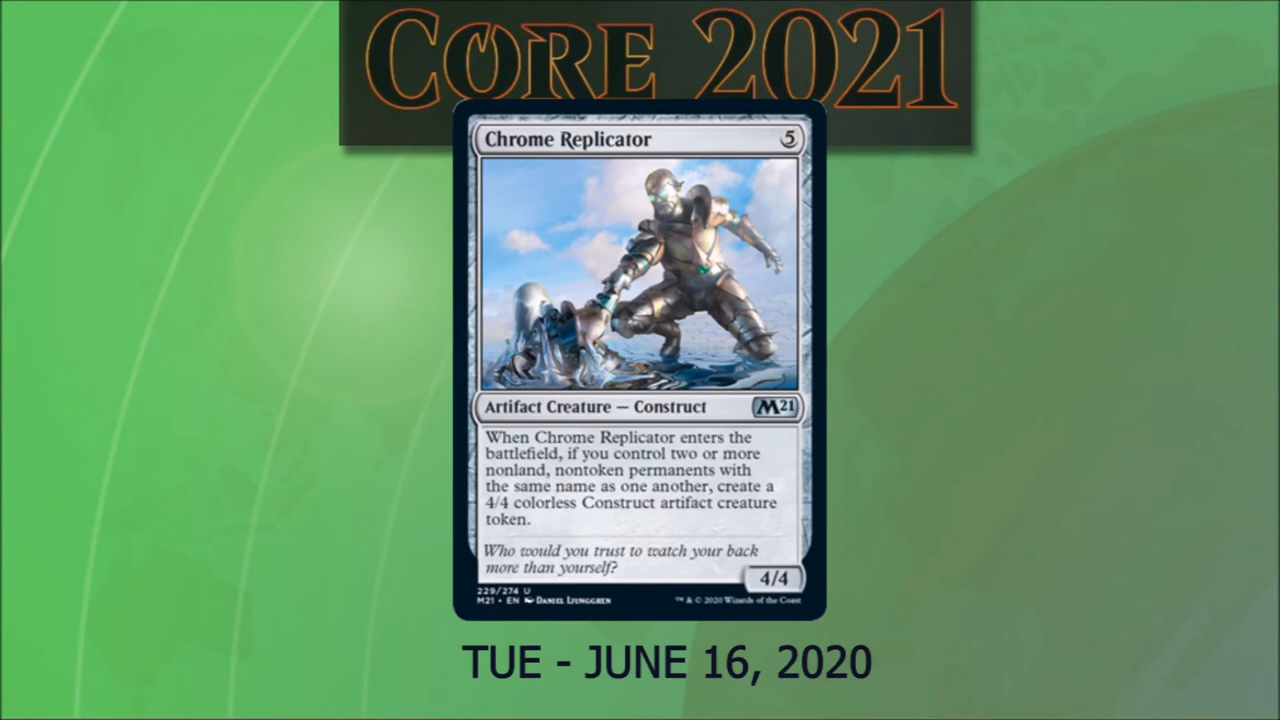 CORE 2021
Chrome Replicator 5
Artifact Creature — Construct M21
When Chrome Replicator enters the
battlefield, if you control two or more
nonland, nontoken permanents with
the same name as one another, create a
4/4 colorless Construct artifact creature
token.
Who would you trust to watch your back
more than yourself?
4/4
229/274 U
M21 • EN DANIEL LJUNGGREN ™ & © 2020 Wizards of the Coast
TUE - JUNE 16, 2020